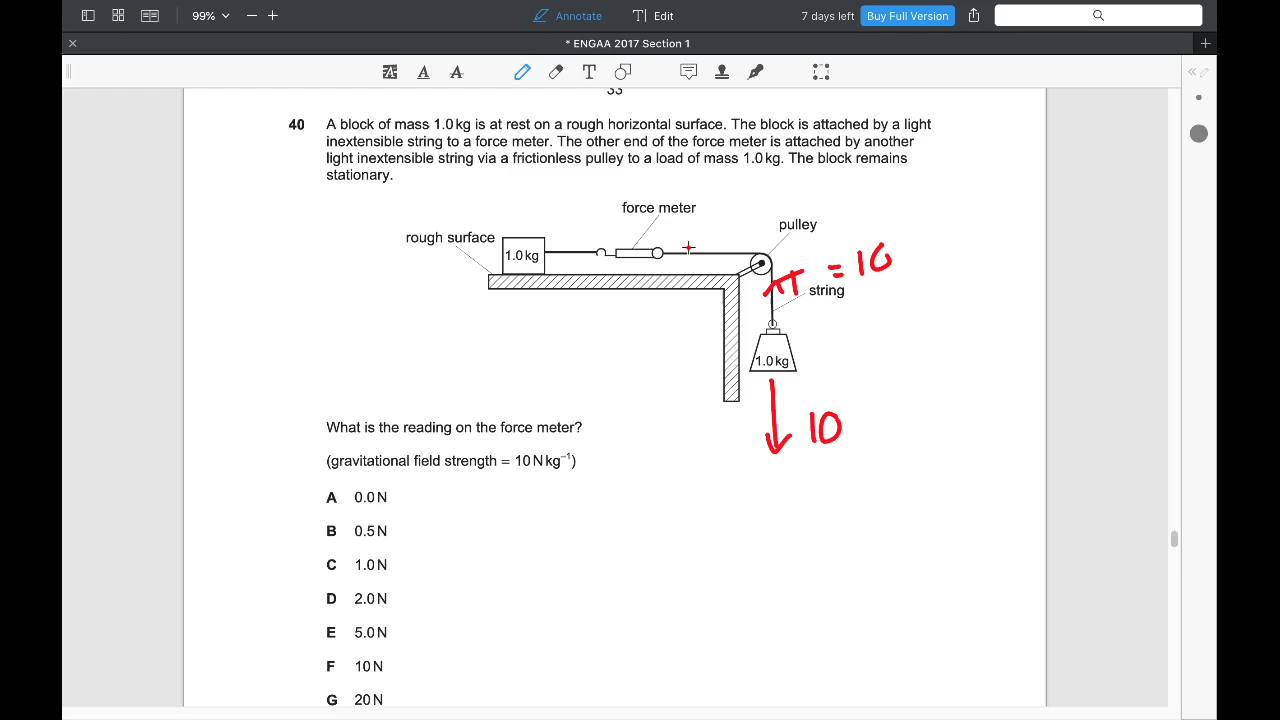 99%
Annotate
Edit
7 days left
Buy Full Version
* ENGAA 2017 Section 1
33
40 A block of mass 1.0 kg is at rest on a rough horizontal surface. The block is attached by a light
inextensible string to a force meter. The other end of the force meter is attached by another
light inextensible string via a frictionless pulley to a load of mass 1.0 kg. The block remains
stationary.
force meter
pulley
rough surface
1.0 kg
= 10
string
1.0 kg
10
What is the reading on the force meter?
(gravitational field strength = 10 N kg⁻¹)
A 0.0 N
B 0.5 N
C 1.0 N
D 2.0 N
E 5.0 N
F 10 N
G 20 N